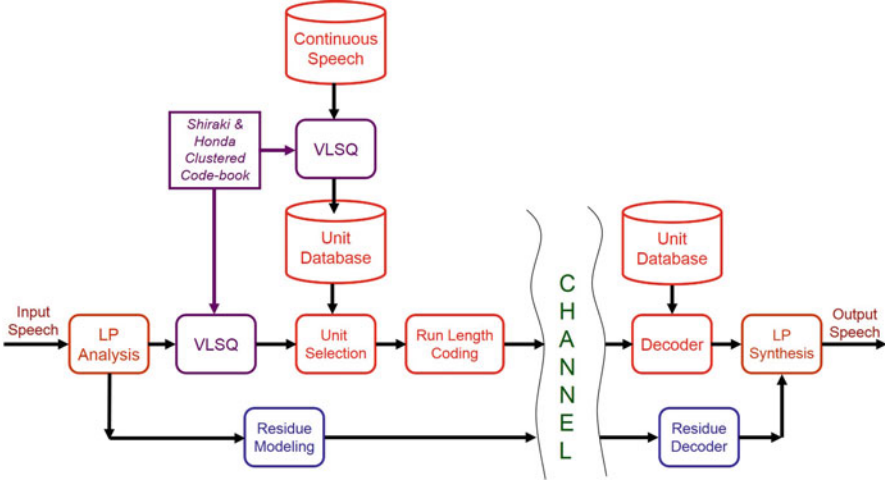 Continuous
Speech
Shiraki &
Honda
Clustered
Code-book
VLSQ
Unit
Database
Unit
Database
Input
Speech
LP
Analysis
VLSQ
Unit
Selection
Run Length
Coding
CHANNEL
Decoder
LP
Synthesis
Output
Speech
Residue
Modeling
Residue
Decoder